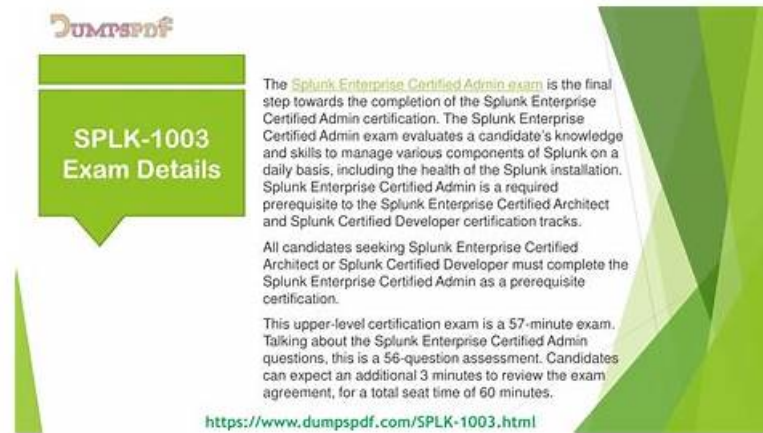 DUMPSPDF
SPLK-1003
Exam Details
The Splunk Enterprise Certified Admin exam is the final
step towards the completion of the Splunk Enterprise
Certified Admin certification. The Splunk Enterprise
Certified Admin exam evaluates a candidate's knowledge
and skills to manage various components of Splunk on a
daily basis, including the health of the Splunk installation.
Splunk Enterprise Certified Admin is a required
prerequisite to the Splunk Enterprise Certified Architect
and Splunk Certified Developer certification tracks.
All candidates seeking Splunk Enterprise Certified
Architect or Splunk Certified Developer must complete the
Splunk Enterprise Certified Admin as a prerequisite
certification.
This upper-level certification exam is a 57-minute exam.
Talking about the Splunk Enterprise Certified Admin
questions, this is a 56-question assessment. Candidates
can expect an additional 3 minutes to review the exam
agreement, for a total seat time of 60 minutes.
https://www.dumpspdf.com/SPLK-1003.html